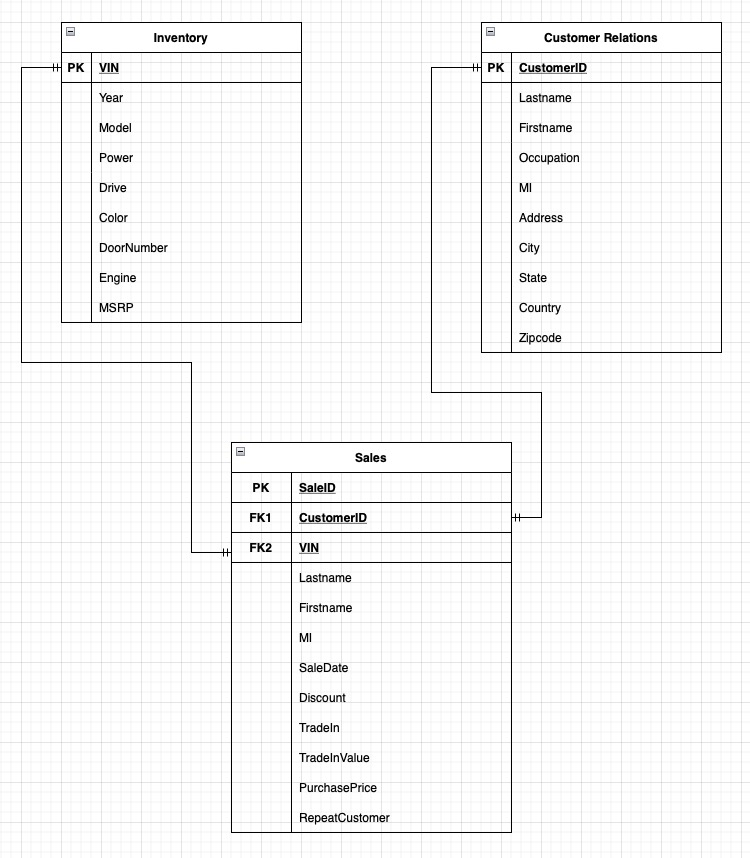 Inventory
PK VIN
Year
Model
Power
Drive
Color
DoorNumber
Engine
MSRP
Customer Relations
PK CustomerID
Lastname
Firstname
Occupation
MI
Address
City
State
Country
Zipcode
Sales
PK SaleID
FK1 CustomerID
FK2 VIN
Lastname
Firstname
MI
SaleDate
Discount
TradeIn
TradeInValue
PurchasePrice
RepeatCustomer